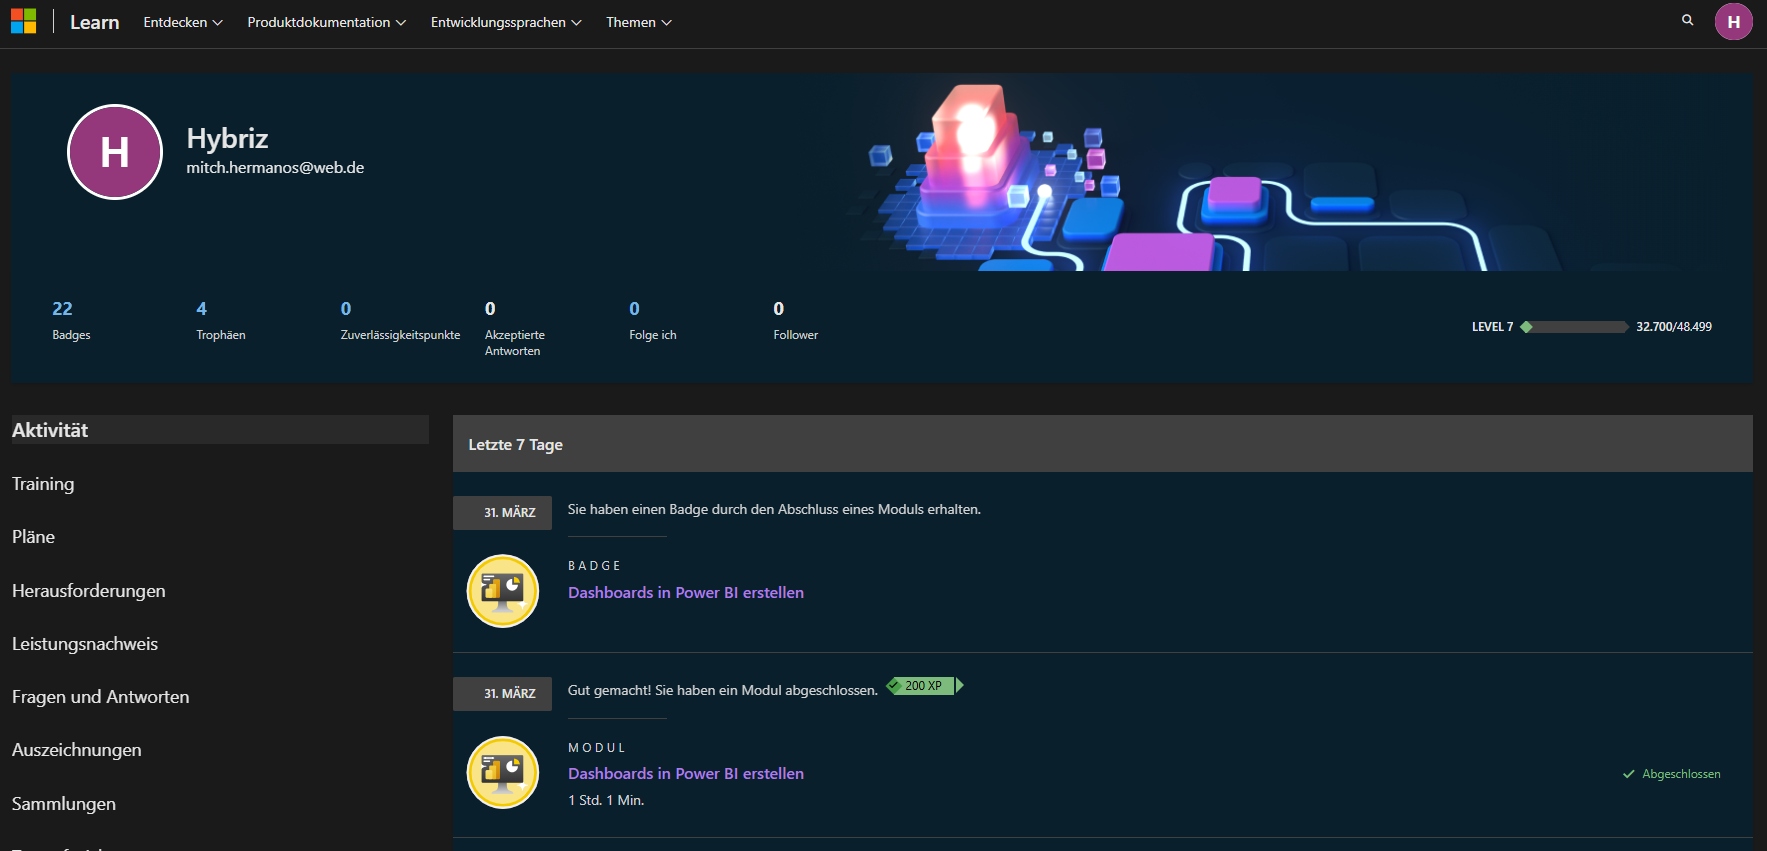 Learn Entdecken Produktdokumentation Entwicklungssprachen Themen H
H
Hybriz
mitch.hermanos@web.de
22 4 0 0 0 0
Badges Trophäen Zuverlässigkeitspunkte Akzeptierte Antworten Folge ich Follower
LEVEL 7 32.700/48.499
Aktivität
Training
Pläne
Herausforderungen
Leistungsnachweis
Fragen und Antworten
Auszeichnungen
Sammlungen
Letzte 7 Tage
31. MÄRZ Sie haben einen Badge durch den Abschluss eines Moduls erhalten.
BADGE
Dashboards in Power BI erstellen
31. MÄRZ Gut gemacht! Sie haben ein Modul abgeschlossen. 200 XP
MODUL
Dashboards in Power BI erstellen
Abgeschlossen
1 Std. 1 Min.